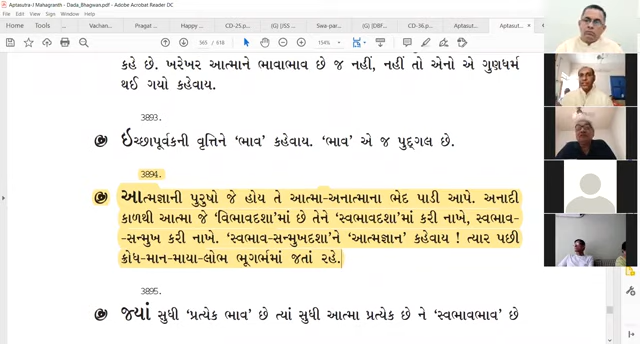 Aptasutra-J Mahagranth - Dada_Bhagwan.pdf - Adobe Acrobat Reader DC
File Edit View Sign Window Help
Vachan... Pragat ... Happy ... CD-25.p... (G) (JSS ... Swa-par... (G) (DBF... CD-36.p... Aptasut... Aptasut...
565 / 618 154%
કહે છે. ખરેખર આત્માને ભાવાભાવ છે જ નહીં, નહીં તો એનો એ ગુણધર્મ
થઈ ગયો કહેવાય.
3893.
ઇચ્છાપૂર્વકની વૃત્તિને ‘ભાવ’ કહેવાય. ‘ભાવ’ એ જ પુદ્ગલ છે.
3894.
આત્મજ્ઞાની પુરુષો જે હોય તે આત્મા-અનાત્માના ભેદ પાડી આપે. અનાદી
કાળથી આત્મા જે ‘વિભાવદશા’માં છે તેને ‘સ્વભાવદશા’માં કરી નાખે, સ્વભાવ-
-સન્મુખ કરી નાખે. ‘સ્વભાવ-સન્મુખદશા’ને ‘આત્મજ્ઞાન’ કહેવાય ! ત્યાર પછી
ક્રોધ-માન-માયા-લોભ ભૂગર્ભમાં જતાં રહે.
3895.
જ્યાં સુધી ‘પ્રત્યેક ભાવ’ છે ત્યાં સુધી આત્મા પ્રત્યેક છે ને ‘સ્વભાવભાવ’ છે